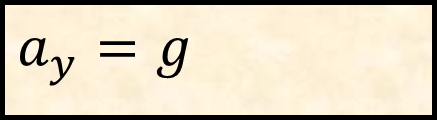 a_y = g